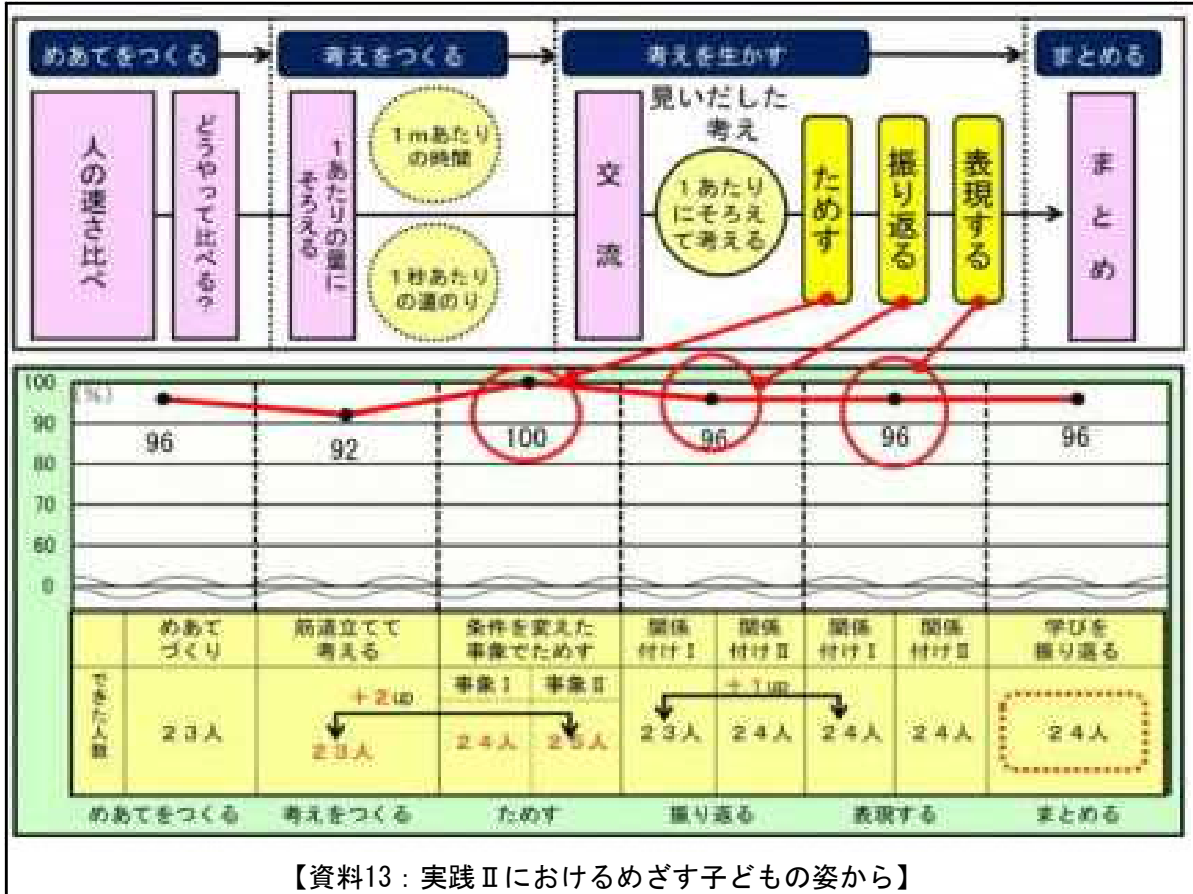 めあてをつくる
考えをつくる
考えを生かす
まとめる
人の速さ比べ
どうやって比べる?
1あたりの量に
そろえる
1mあたり
の時間
1秒あたり
の道のり
交流
見いだした
考え
1あたり
にそろえ
て考える
ためす
振り返る
表現する
まとめ
100
(%)
90
80
70
60
0
96
92
100
96
96
96
めあて
づくり
筋道立てて
考える
条件を変えた
事象でためす
関係
付けⅠ
関係
付けⅡ
関係
付けⅠ
関係
付けⅡ
学びを
振り返る
できた人数
事象Ⅰ
事象Ⅱ
+2up
+1up
23人
23人
24人
25人
23人
24人
24人
24人
24人
めあてをつくる
考えをつくる
ためす
振り返る
表現する
まとめる
【資料13:実践Ⅱにおけるめざす子どもの姿から】